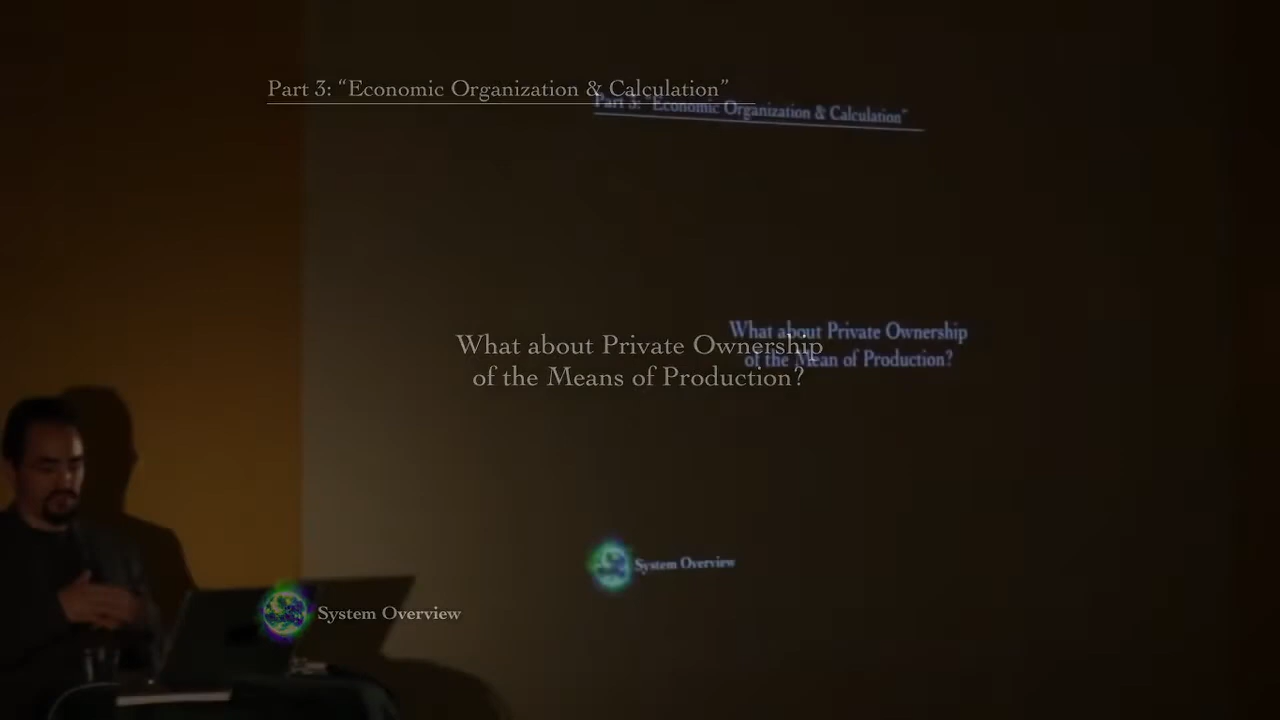 Part 3: “Economic Organization & Calculation”
Part 3: “Economic Organization & Calculation”
What about Private Ownership
of the Means of Production?
What about Private Ownership
of the Mean of Production?
System Overview
System Overview